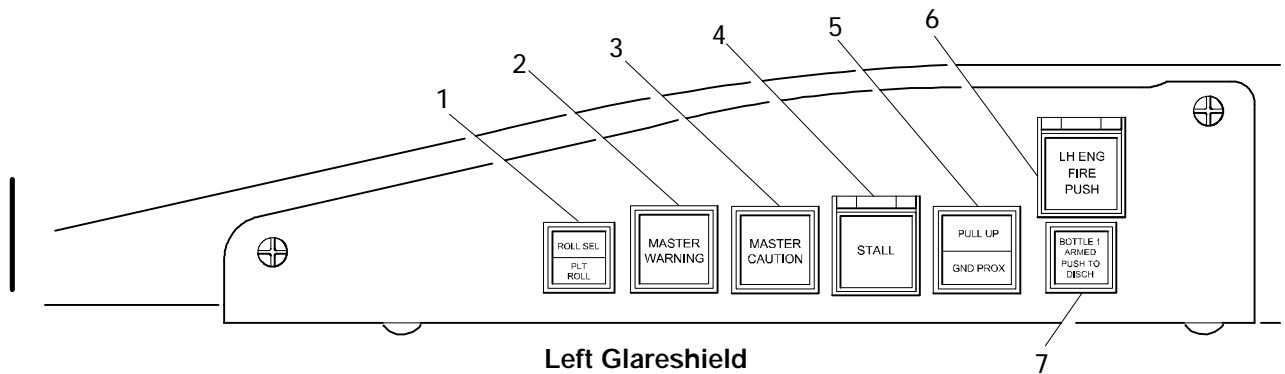 1
2
3
4
5
6
ROLL SEL
PLT
ROLL
MASTER
WARNING
MASTER
CAUTION
STALL
PULL UP
GND PROX
LH ENG
FIRE
PUSH
BOTTLE 1
ARMED
PUSH TO
DISCH
7
Left Glareshield